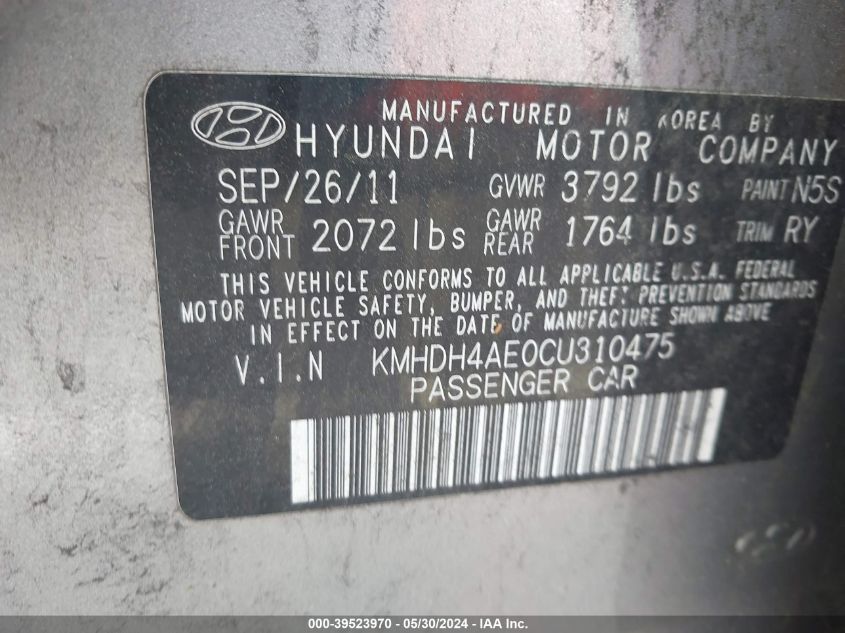 MANUFACTURED IN KOREA BY
HYUNDAI MOTOR COMPANY
SEP/26/11 GVWR 3792 lbs PAINT N5S
GAWR FRONT 2072 lbs GAWR REAR 1764 lbs TRIM RY
THIS VEHICLE CONFORMS TO ALL APPLICABLE U.S.A. FEDERAL
MOTOR VEHICLE SAFETY, BUMPER, AND THEFT PREVENTION STANDARDS
IN EFFECT ON THE DATE OF MANUFACTURE SHOWN ABOVE
V.I.N KMHDH4AE0CU310475
PASSENGER CAR
000-39523970 - 05/30/2024 - IAA Inc.